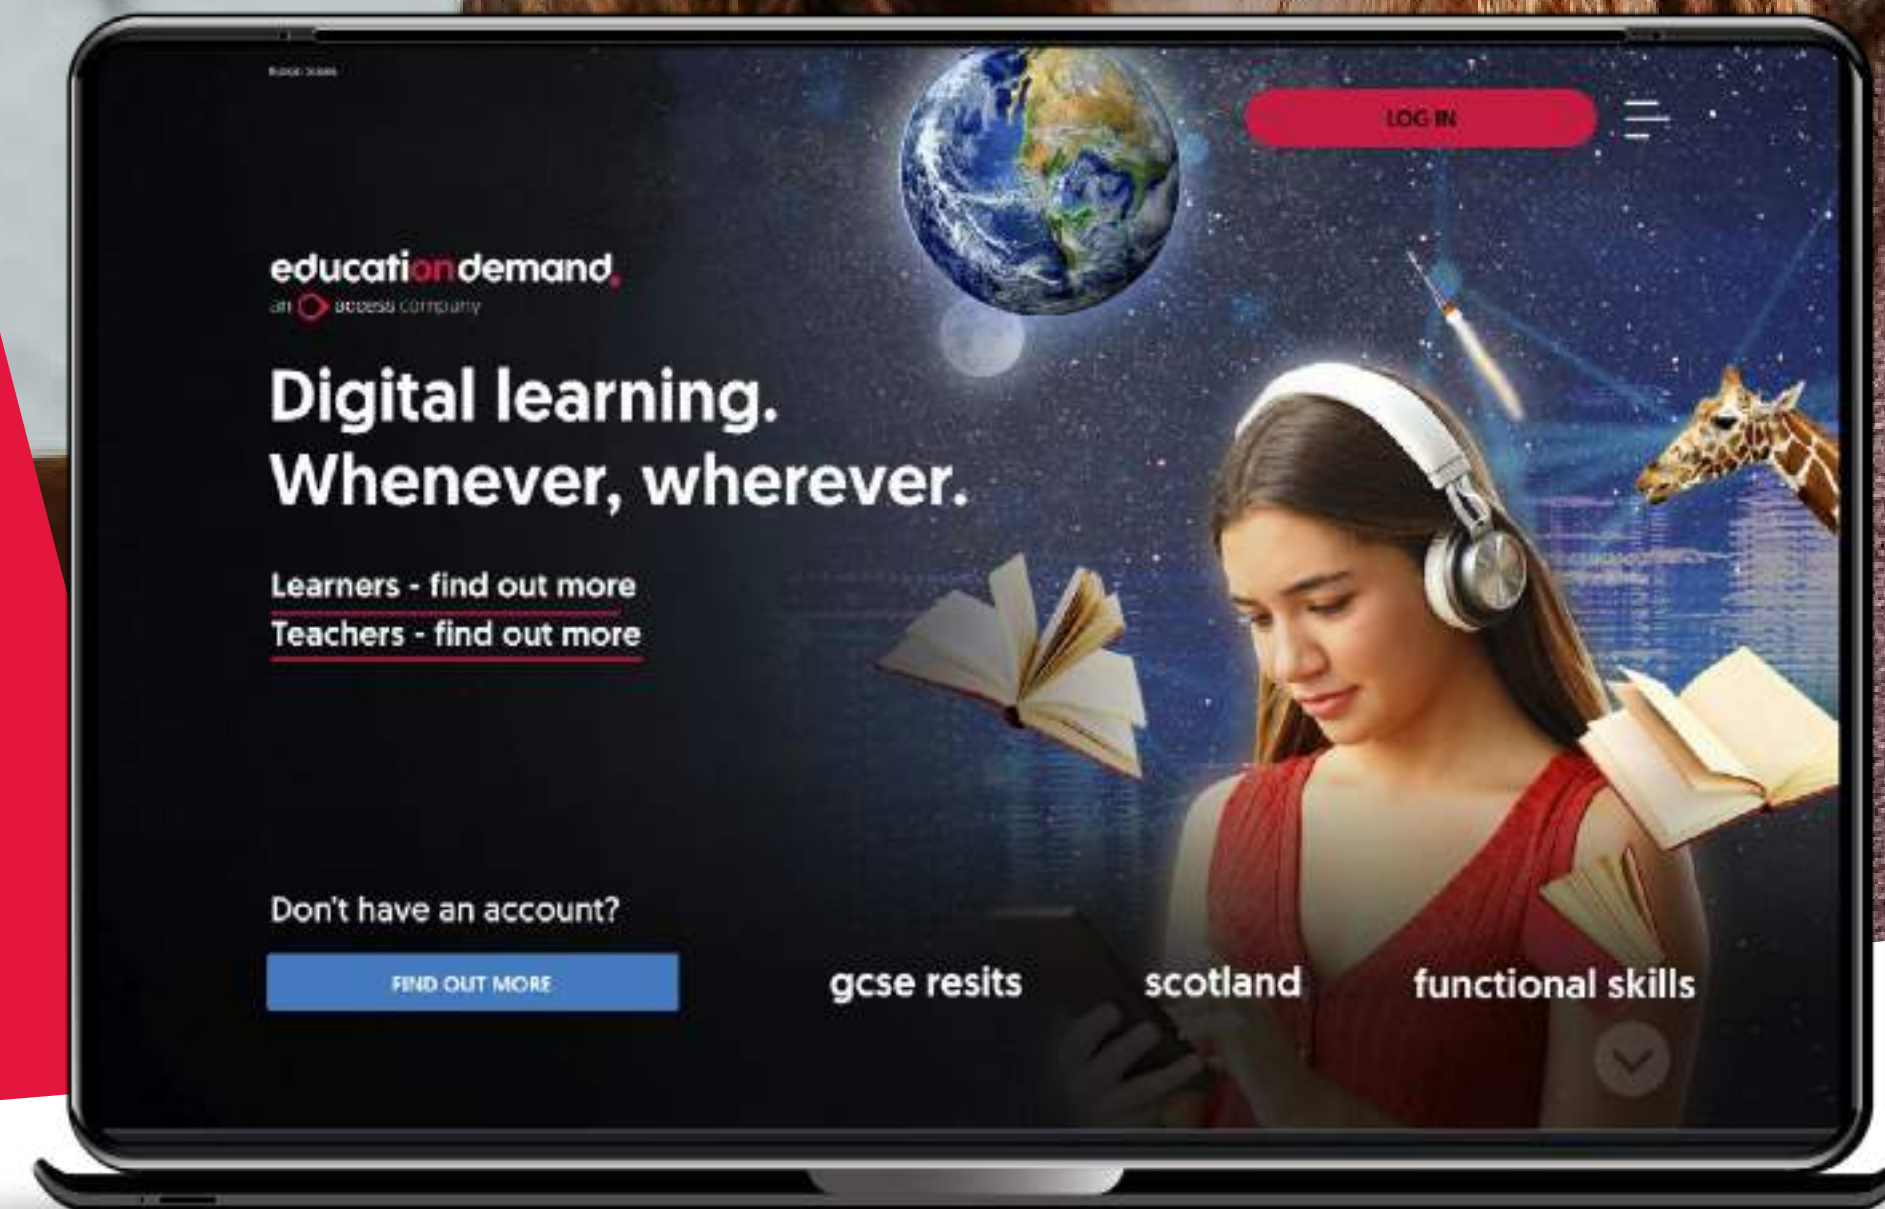 LOG IN
educationdemand.
an access company
Digital learning.
Whenever, wherever.
Learners - find out more
Teachers - find out more
Don't have an account?
FIND OUT MORE
gcse resits
scotland
functional skills